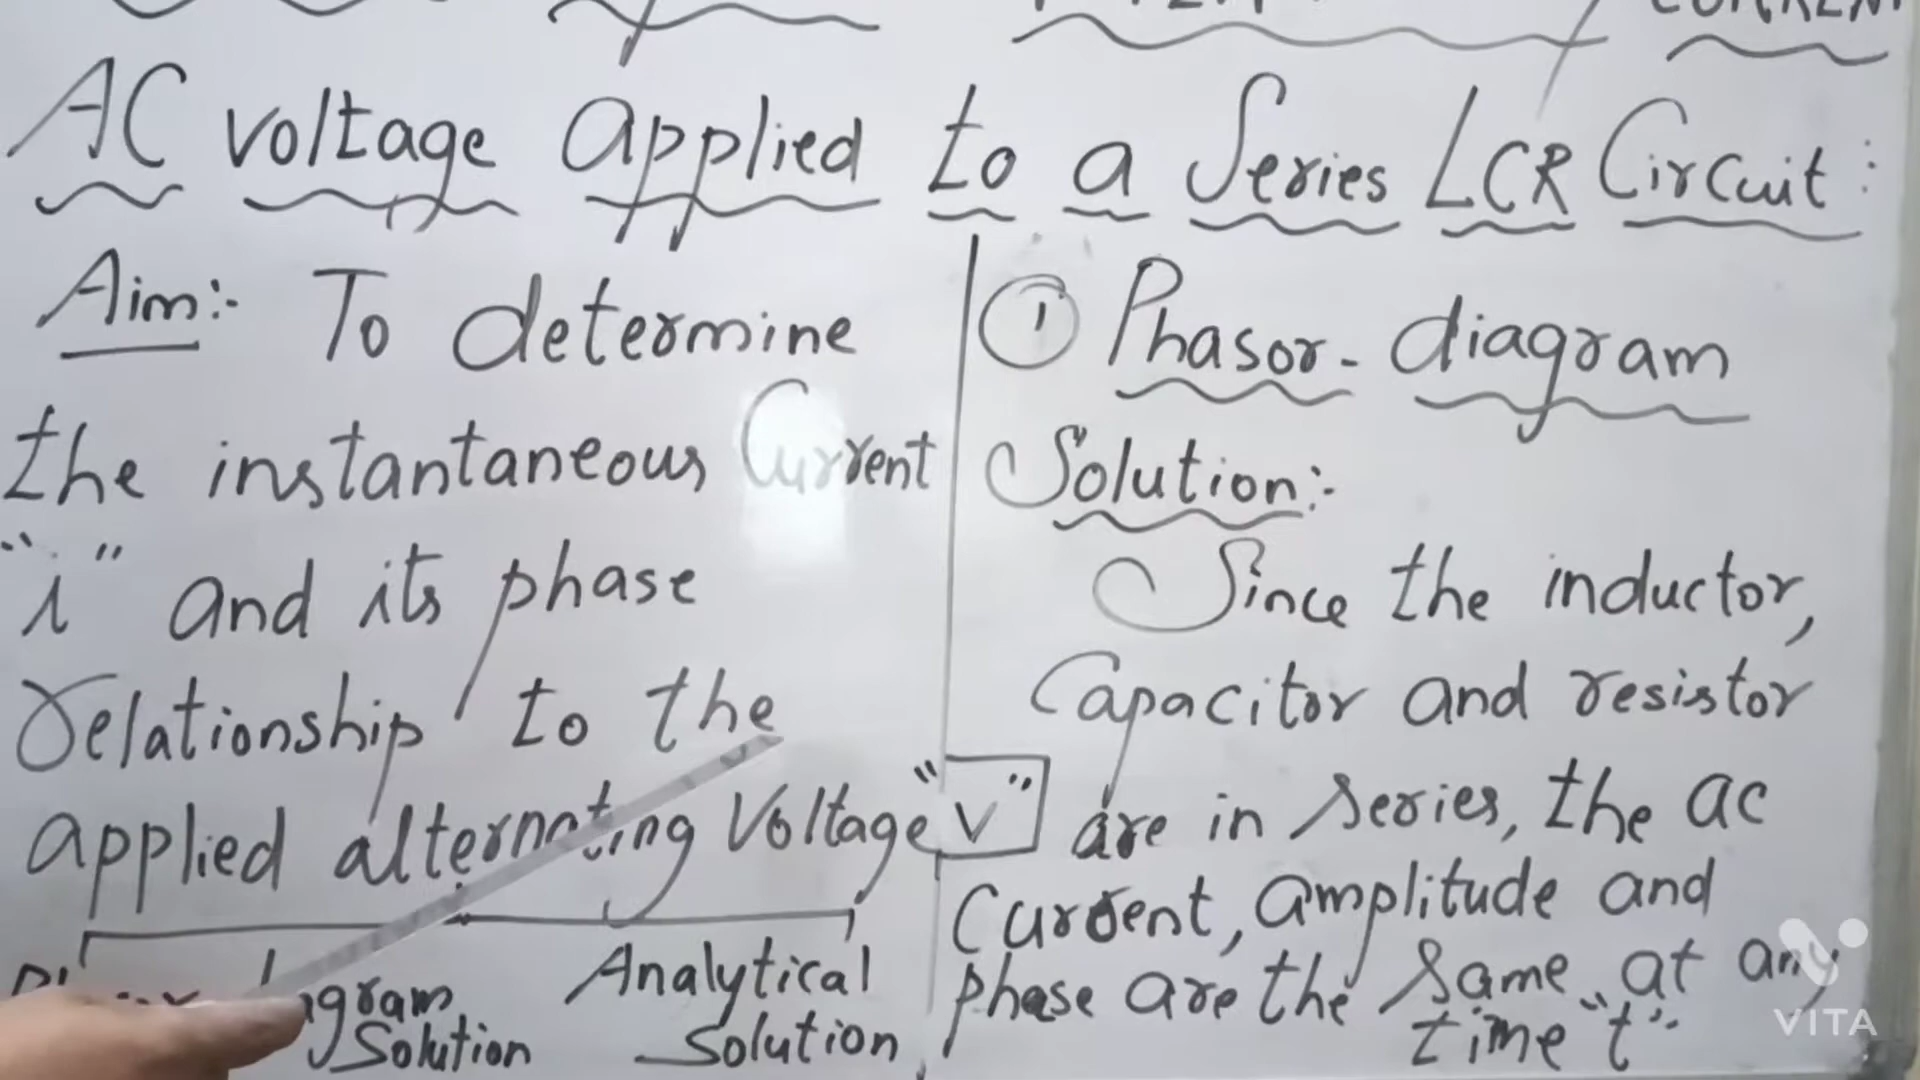 CURRENT
AC voltage applied to a Series LCR Circuit:
Aim:- To determine
the instantaneous Current
"i" and its phase
relationship to the
applied alternating Voltage "v"
diagram Solution
Analytical Solution
① Phasor-diagram
Solution:-
Since the inductor,
Capacitor and resistor
are in series, the ac
Current, amplitude and
phase are the same at any
time "t".
VITA